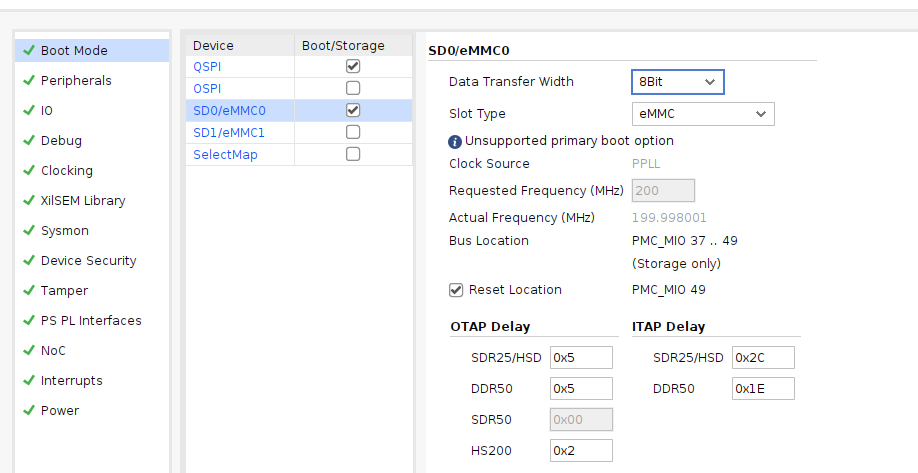 Boot Mode
Peripherals
IO
Debug
Clocking
XilSEM Library
Sysmon
Device Security
Tamper
PS PL Interfaces
NoC
Interrupts
Power
Device Boot/Storage
QSPI
OSPI
SD0/eMMC0
SD1/eMMC1
SelectMap
SD0/eMMC0
Data Transfer Width 8Bit
Slot Type eMMC
Unsupported primary boot option
Clock Source PPLL
Requested Frequency (MHz) 200
Actual Frequency (MHz) 199.998001
Bus Location PMC_MIO 37 .. 49
(Storage only)
Reset Location PMC_MIO 49
OTAP Delay ITAP Delay
SDR25/HSD 0x5 SDR25/HSD 0x2C
DDR50 0x5 DDR50 0x1E
SDR50 0x00
HS200 0x2